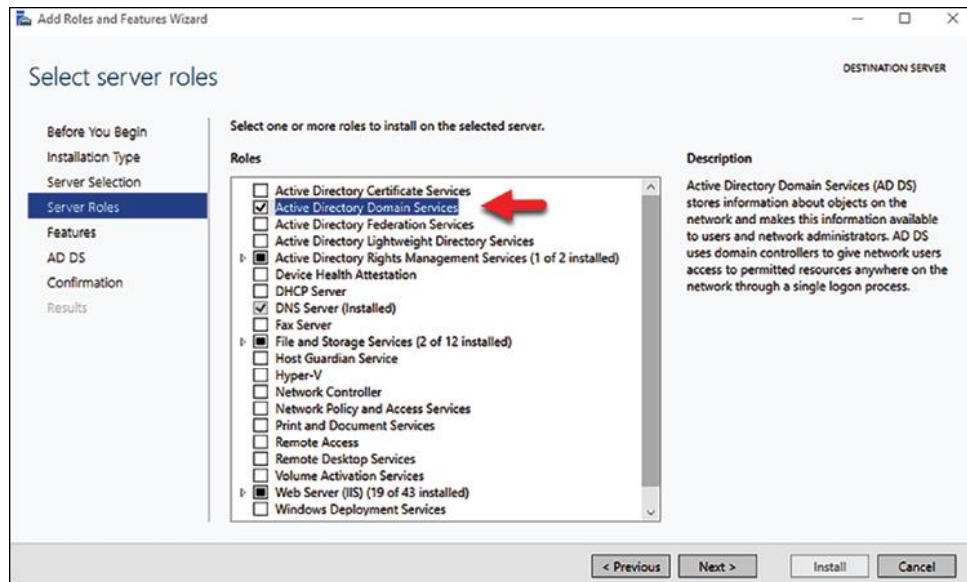 Add Roles and Features Wizard
Select server roles
DESTINATION SERVER
Before You Begin
Installation Type
Server Selection
Server Roles
Features
AD DS
Confirmation
Results
Select one or more roles to install on the selected server.
Roles
Active Directory Certificate Services
Active Directory Domain Services
Active Directory Federation Services
Active Directory Lightweight Directory Services
Active Directory Rights Management Services (1 of 2 installed)
Device Health Attestation
DHCP Server
DNS Server (Installed)
Fax Server
File and Storage Services (2 of 12 installed)
Host Guardian Service
Hyper-V
Network Controller
Network Policy and Access Services
Print and Document Services
Remote Access
Remote Desktop Services
Volume Activation Services
Web Server (IIS) (19 of 43 installed)
Windows Deployment Services
Description
Active Directory Domain Services (AD DS)
stores information about objects on the
network and makes this information available
to users and network administrators. AD DS
uses domain controllers to give network users
access to permitted resources anywhere on the
network through a single logon process.
< Previous
Next >
Install
Cancel